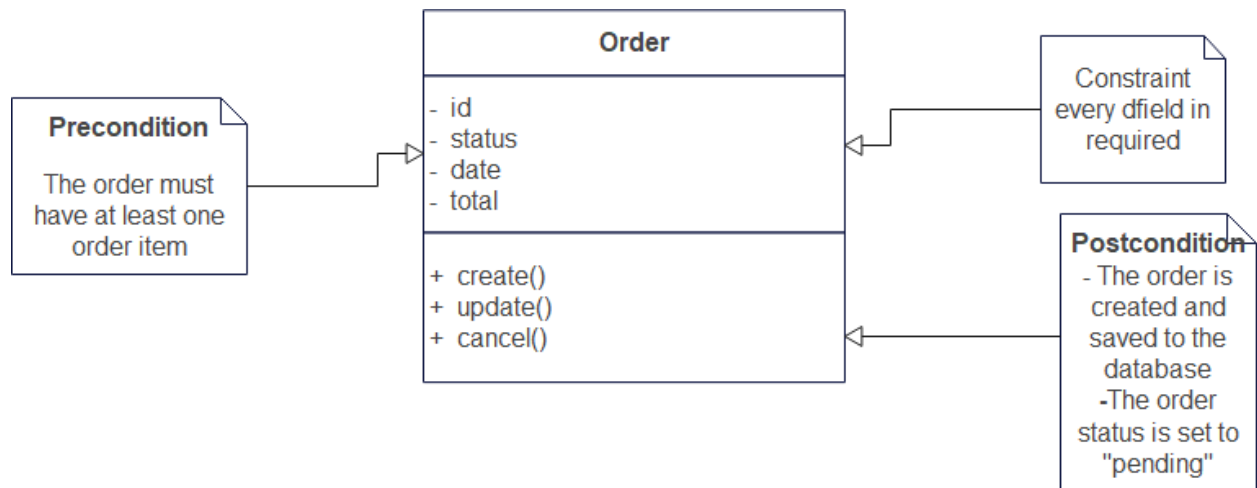 Order
- id
- status
- date
- total
+ create()
+ update()
+ cancel()
Precondition
The order must
have at least one
order item
Constraint
every dfield in
required
Postcondition
- The order is
created and
saved to the
database
-The order
status is set to
"pending"